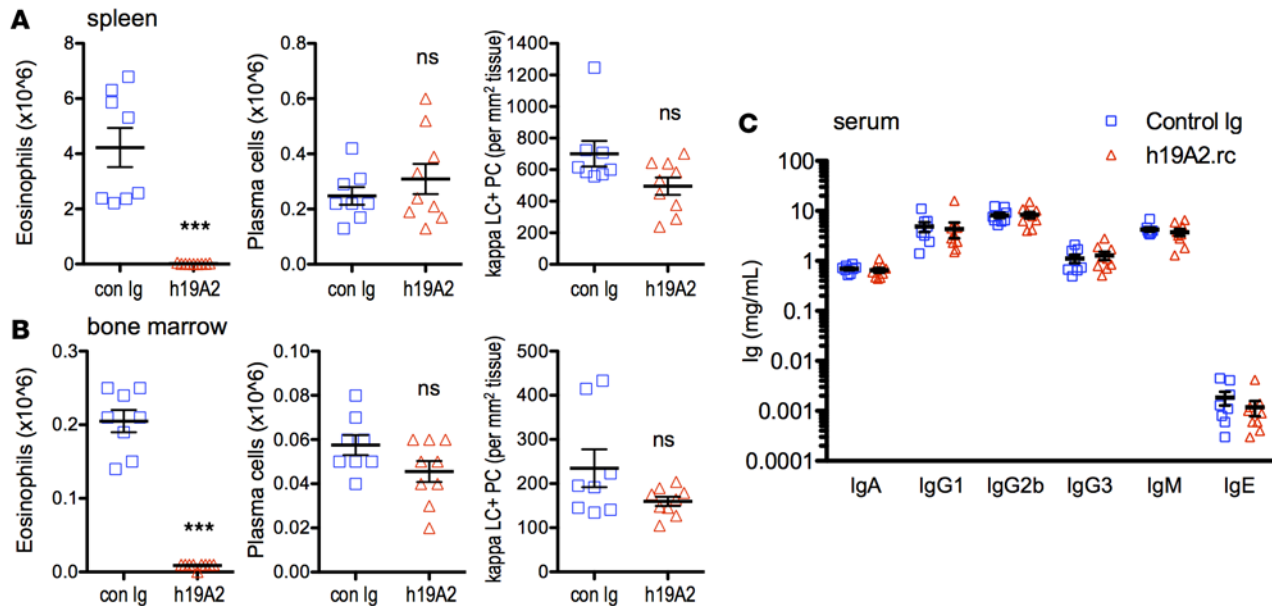 A spleen
Eosinophils (x10^6)
8
6
4
2
0
***
con Ig h19A2
Plasma cells (x10^6)
0.8
0.6
0.4
0.2
0.0
ns
con Ig h19A2
kappa LC+ PC (per mm² tissue)
1400
1200
1000
800
600
400
200
0
ns
con Ig h19A2
B bone marrow
Eosinophils (x10^6)
0.3
0.2
0.1
0.0
***
con Ig h19A2
Plasma cells (x10^6)
0.10
0.08
0.06
0.04
0.02
0.00
ns
con Ig h19A2
kappa LC+ PC (per mm² tissue)
500
400
300
200
100
0
ns
con Ig h19A2
C serum
Control Ig
h19A2.rc
Ig (mg/mL)
100
10
1
0.1
0.01
0.001
0.0001
IgA IgG1 IgG2b IgG3 IgM IgE